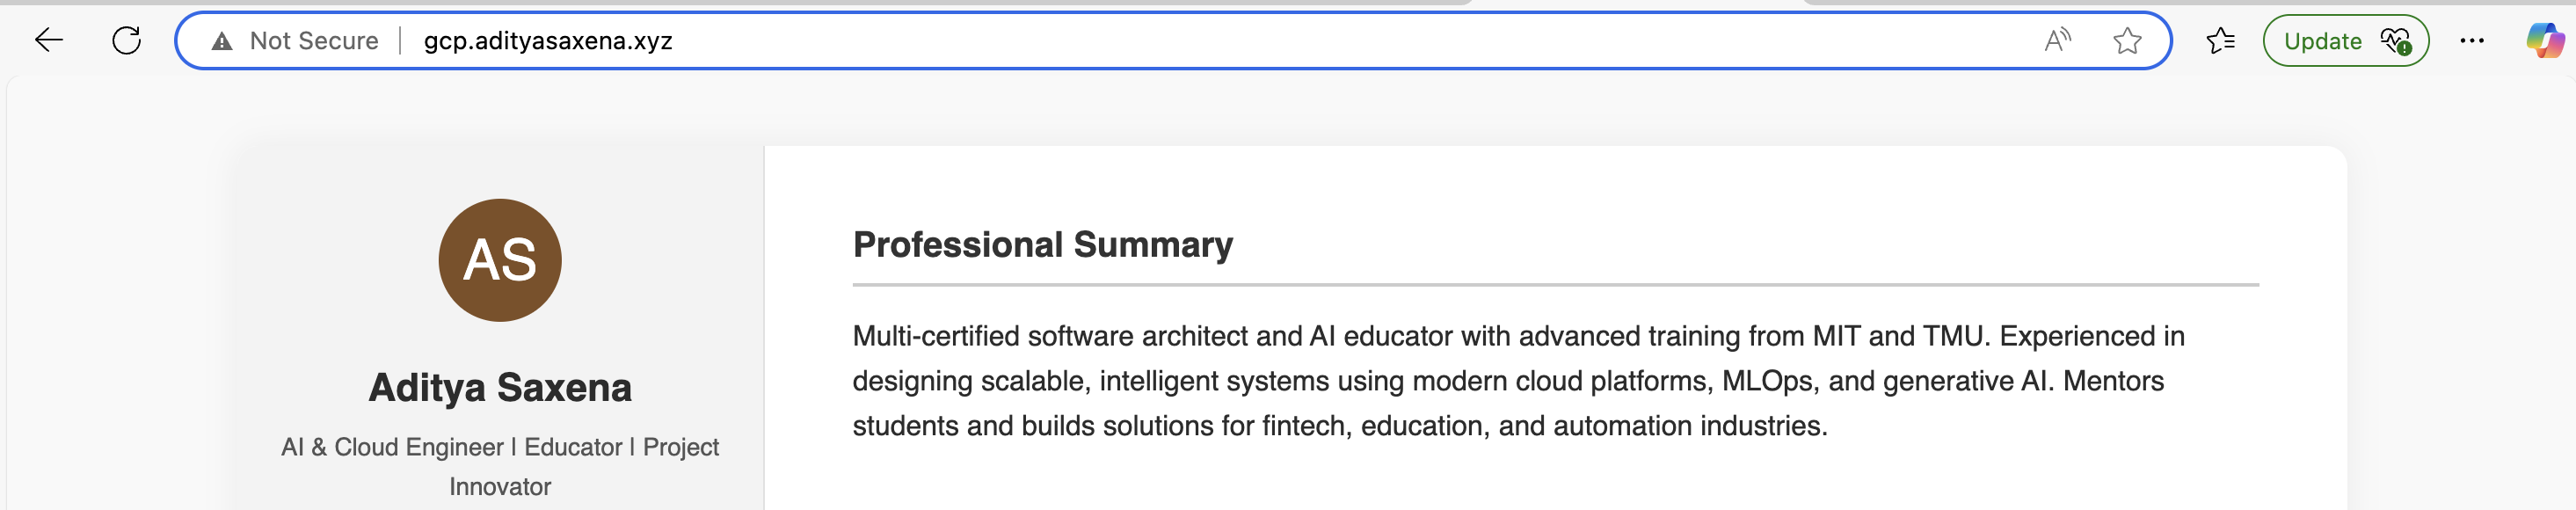 Not Secure
gcp.adityasaxena.xyz
Update
AS
Aditya Saxena
AI & Cloud Engineer | Educator | Project
Innovator
Professional Summary
Multi-certified software architect and AI educator with advanced training from MIT and TMU. Experienced in
designing scalable, intelligent systems using modern cloud platforms, MLOps, and generative AI. Mentors
students and builds solutions for fintech, education, and automation industries.